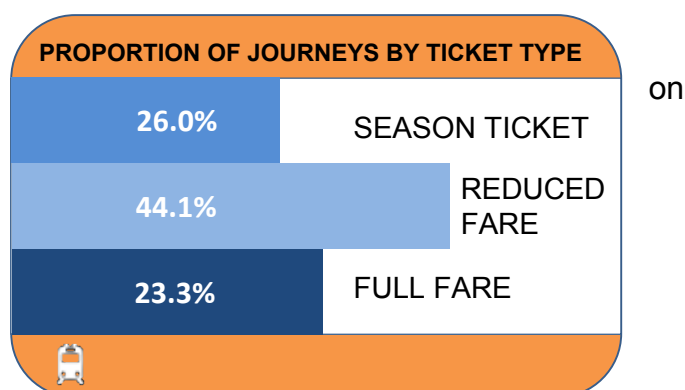 PROPORTION OF JOURNEYS BY TICKET TYPE
on
26.0% SEASON TICKET
44.1% REDUCED
FARE
23.3% FULL FARE